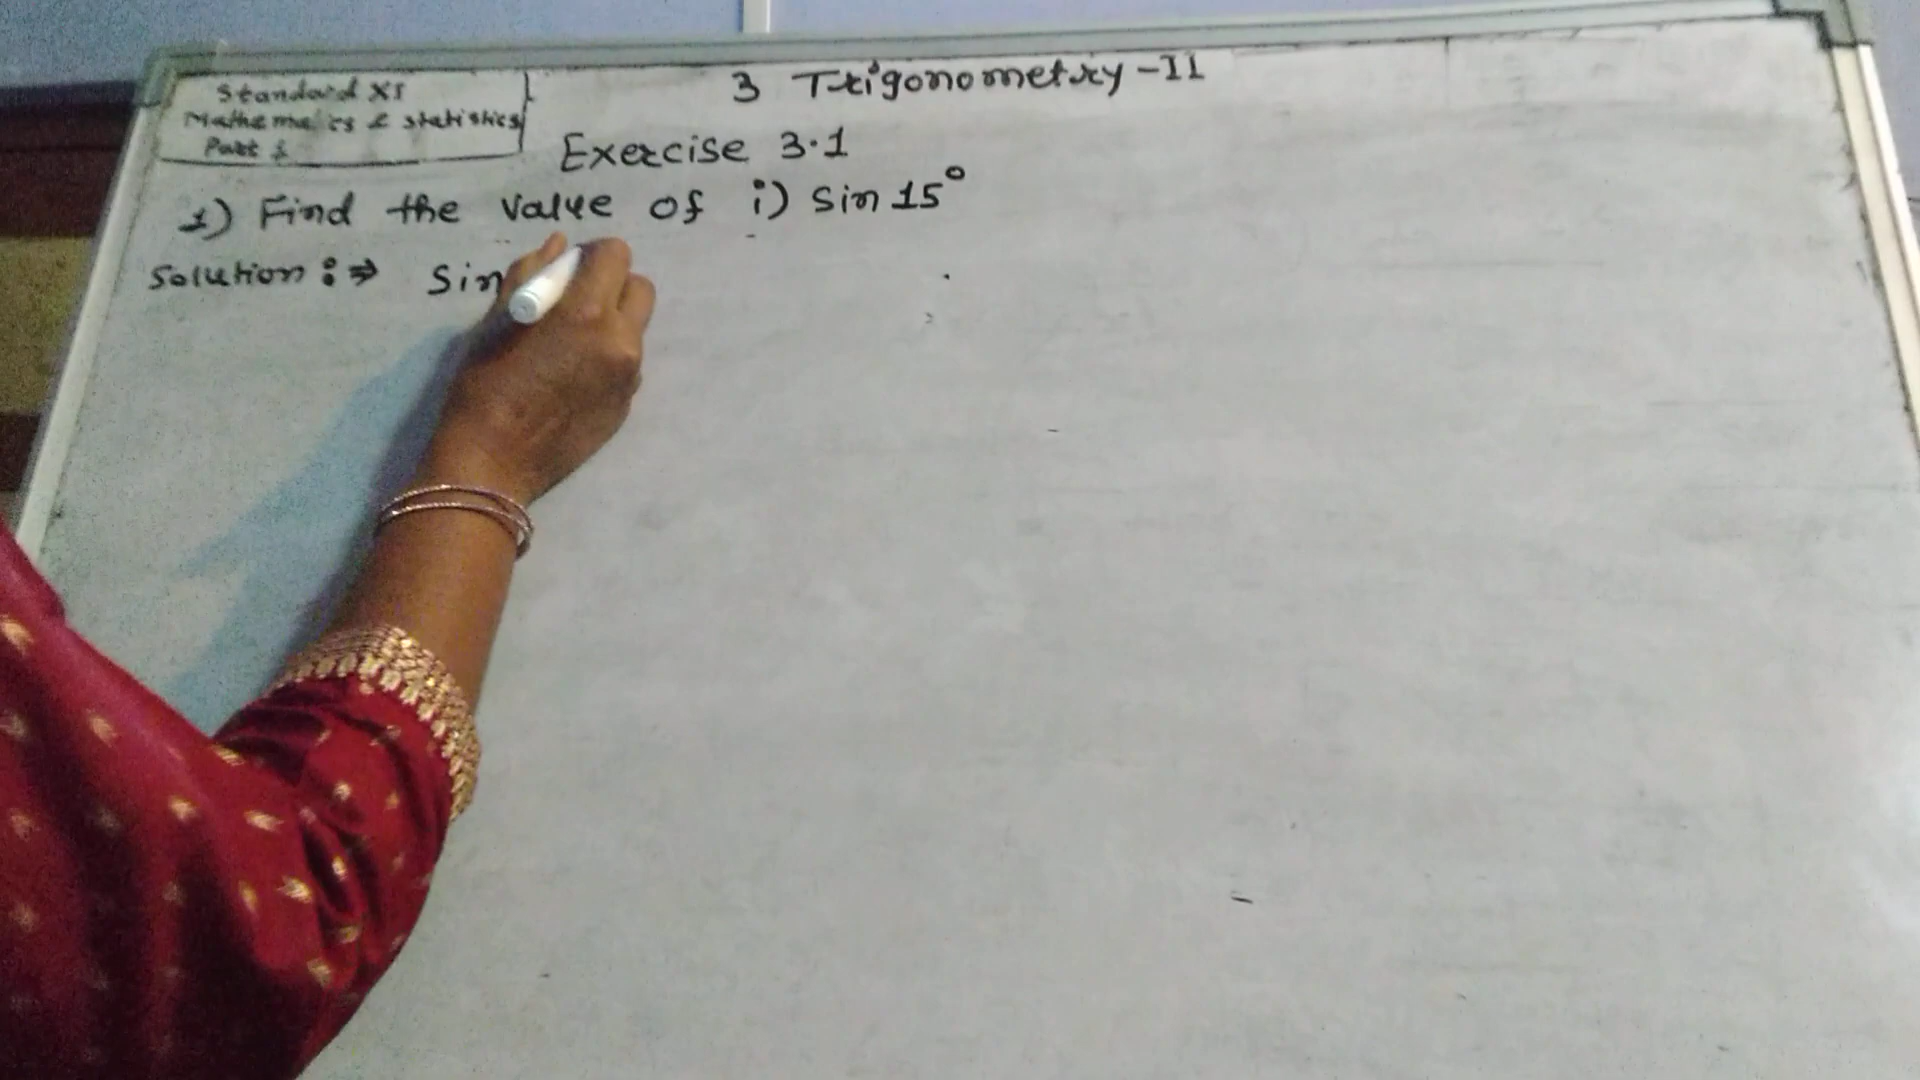 Standard XI
Mathematics & statistics
Part 1
3 Trigonometry-II
Exercise 3.1
1) Find the value of i) Sin 15°
Solution :⇒ Sin